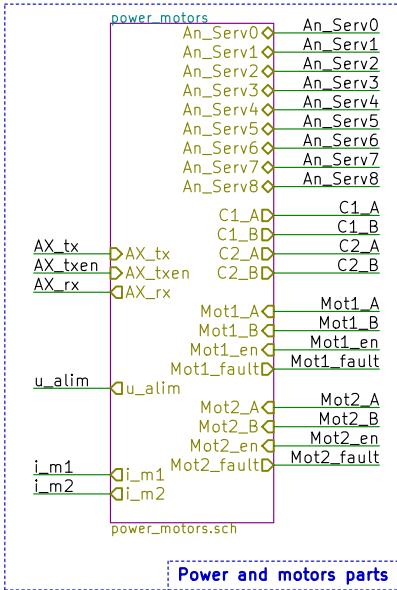 power_motors
An_Serv0 An_Serv0
An_Serv1 An_Serv1
An_Serv2 An_Serv2
An_Serv3 An_Serv3
An_Serv4 An_Serv4
An_Serv5 An_Serv5
An_Serv6 An_Serv6
An_Serv7 An_Serv7
An_Serv8 An_Serv8
C1_A C1_A
C1_B C1_B
AX_tx AX_tx C2_A C2_A
AX_txen AX_txen C2_B C2_B
AX_rx AX_rx
Mot1_A Mot1_A
Mot1_B Mot1_B
Mot1_en Mot1_en
Mot1_fault Mot1_fault
u_alim u_alim
Mot2_A Mot2_A
Mot2_B Mot2_B
Mot2_en Mot2_en
Mot2_fault Mot2_fault
i_m1 i_m1
i_m2 i_m2
power_motors.sch
Power and motors parts